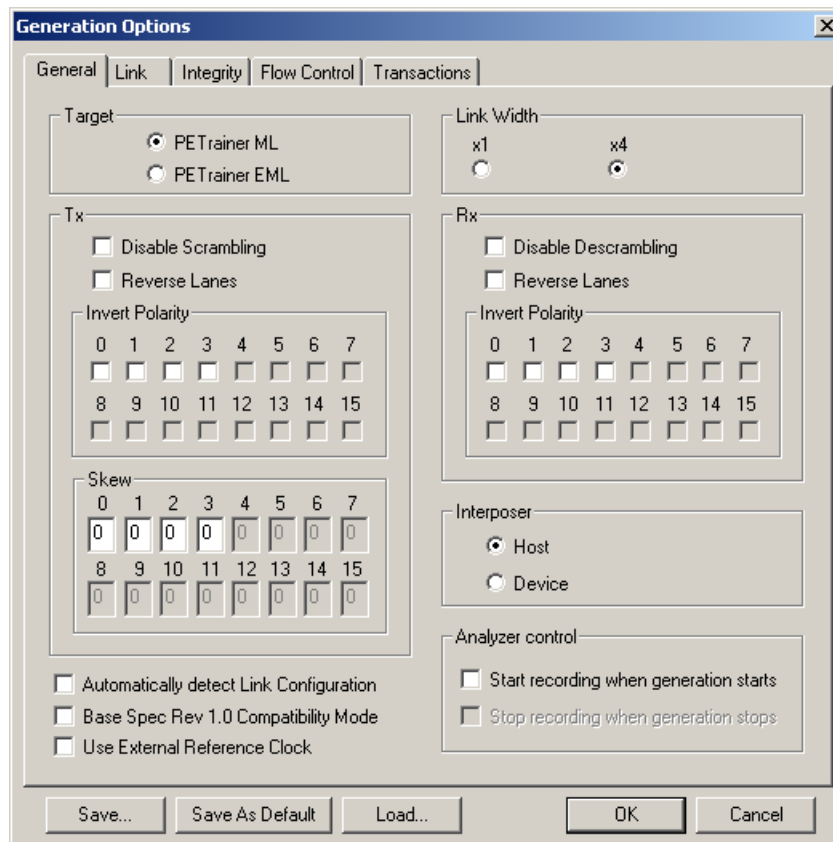 Generation Options
General Link Integrity Flow Control Transactions
Target
PETrainer ML
PETrainer EML
Link Width
x1 x4
Tx
Disable Scrambling
Reverse Lanes
Invert Polarity
0 1 2 3 4 5 6 7
8 9 10 11 12 13 14 15
Skew
0 1 2 3 4 5 6 7
0 0 0 0 0 0 0 0
8 9 10 11 12 13 14 15
0 0 0 0 0 0 0 0
Rx
Disable Descrambling
Reverse Lanes
Invert Polarity
0 1 2 3 4 5 6 7
8 9 10 11 12 13 14 15
Interposer
Host
Device
Automatically detect Link Configuration
Base Spec Rev 1.0 Compatibility Mode
Use External Reference Clock
Analyzer control
Start recording when generation starts
Stop recording when generation stops
Save... Save As Default Load... OK Cancel